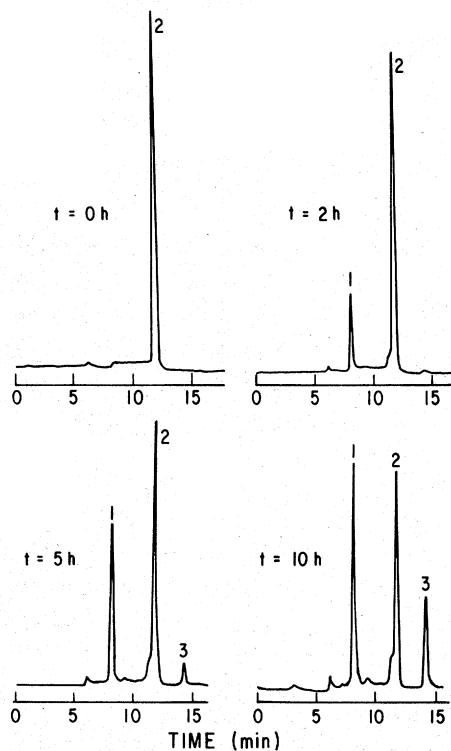 2
t = 0 h
0 5 10 15
2
1
t = 2 h
0 5 10 15
2
1
t = 5 h
3
0 5 10 15
1
2
t = 10 h
3
0 5 10 15
TIME (min)